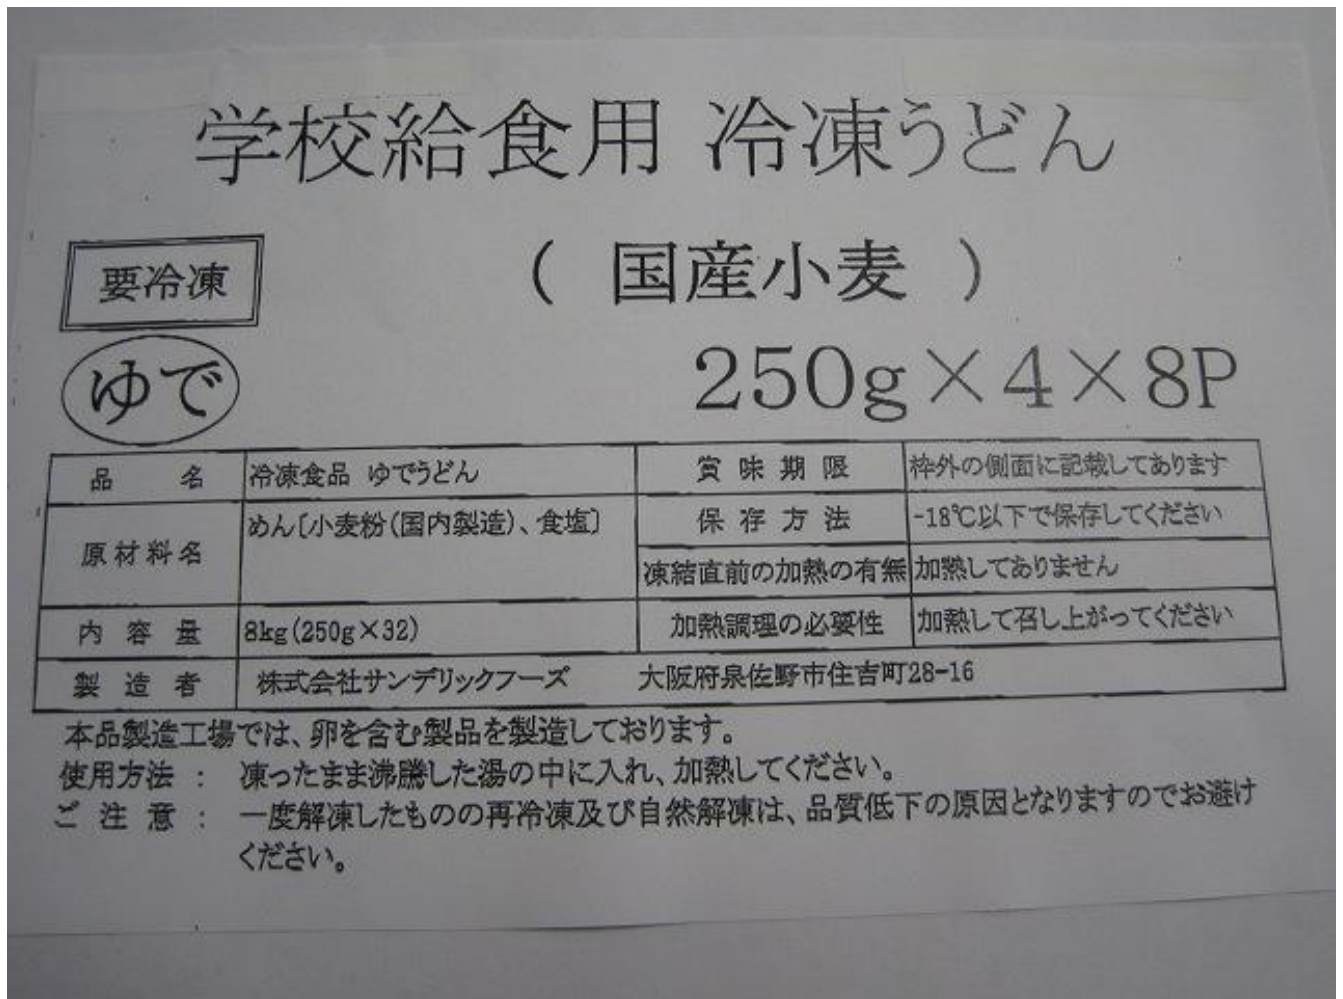 学校給食用 冷凍うどん
要冷凍
( 国産小麦 )
ゆで
250g×4×8P
品名 冷凍食品 ゆでうどん 賞味期限 枠外の側面に記載してあります
原材料名 めん〔小麦粉(国内製造)、食塩〕 保存方法 -18℃以下で保存してください
凍結直前の加熱の有無 加熱してありません
内容量 8kg(250g×32) 加熱調理の必要性 加熱して召し上がってください
製造者 株式会社サンデリックフーズ 大阪府泉佐野市住吉町28-16
本品製造工場では、卵を含む製品を製造しております。
使用方法: 凍ったまま沸騰した湯の中に入れ、加熱してください。
ご注意: 一度解凍したものの再冷凍及び自然解凍は、品質低下の原因となりますのでお避け
ください。